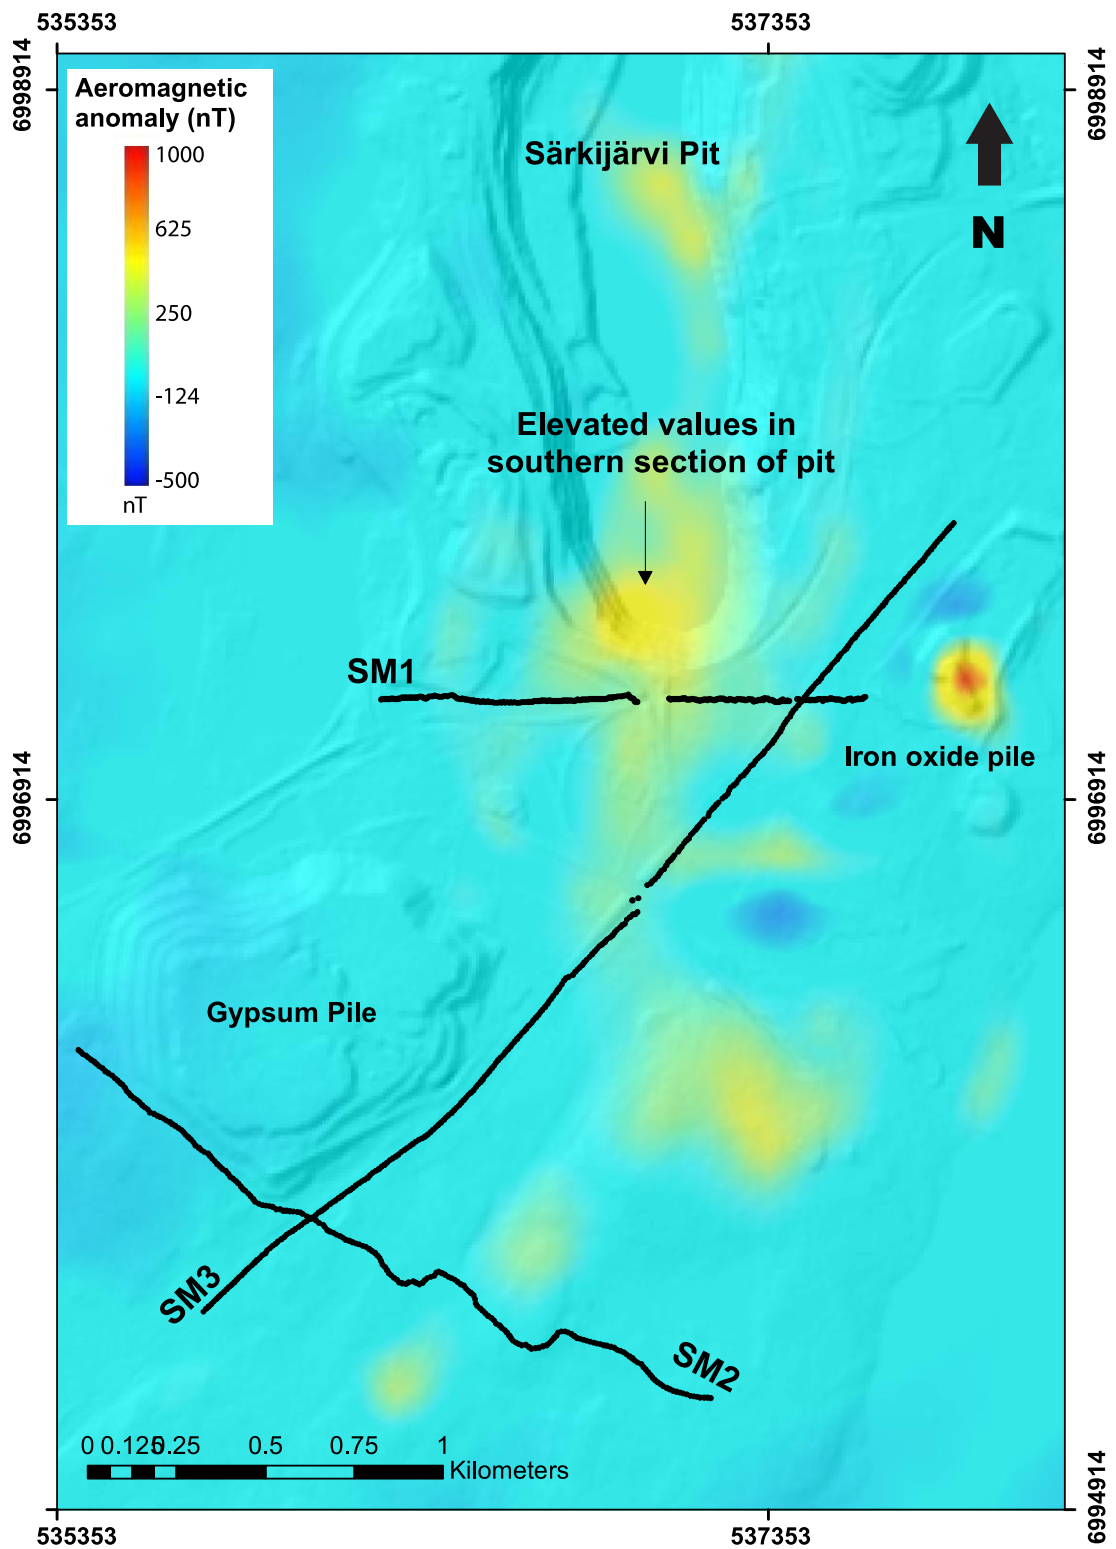 535353
537353
6998914
6998914
Aeromagnetic
anomaly (nT)
1000
625
250
-124
-500
nT
Särkijärvi Pit
N
Elevated values in
southern section of pit
SM1
Iron oxide pile
6996914
6996914
Gypsum Pile
SM3
SM2
0 0.125 0.25 0.5 0.75 1
Kilometers
6994914
535353
537353